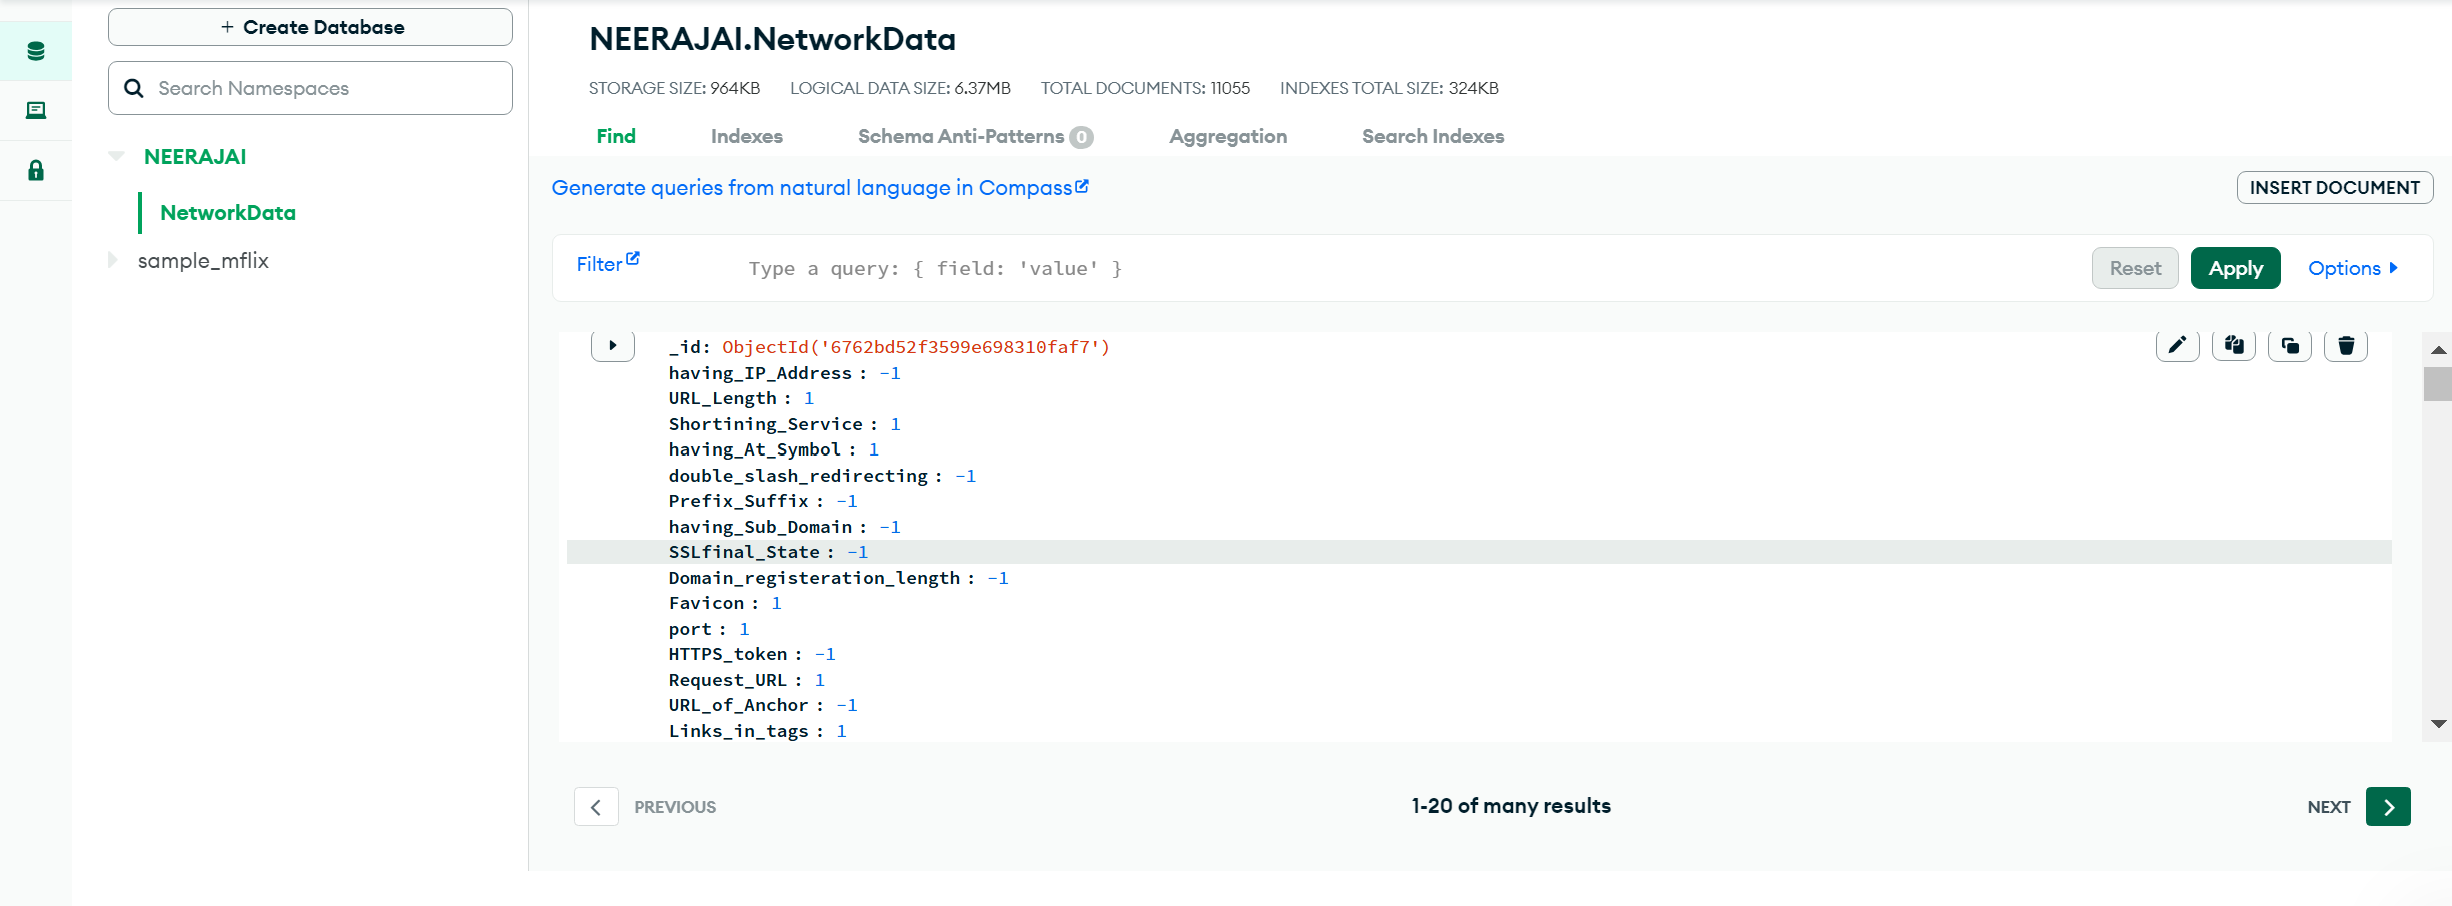 + Create Database
Search Namespaces
NEERAJAI
NetworkData
sample_mflix
NEERAJAI.NetworkData
STORAGE SIZE: 964KB LOGICAL DATA SIZE: 6.37MB TOTAL DOCUMENTS: 11055 INDEXES TOTAL SIZE: 324KB
Find Indexes Schema Anti-Patterns 0 Aggregation Search Indexes
Generate queries from natural language in Compass
INSERT DOCUMENT
Filter Type a query: { field: 'value' } Reset Apply Options
_id: ObjectId('6762bd52f3599e698310faf7')
having_IP_Address : -1
URL_Length : 1
Shortining_Service : 1
having_At_Symbol : 1
double_slash_redirecting : -1
Prefix_Suffix : -1
having_Sub_Domain : -1
SSLfinal_State : -1
Domain_registeration_length : -1
Favicon : 1
port : 1
HTTPS_token : -1
Request_URL : 1
URL_of_Anchor : -1
Links_in_tags : 1
PREVIOUS 1-20 of many results NEXT